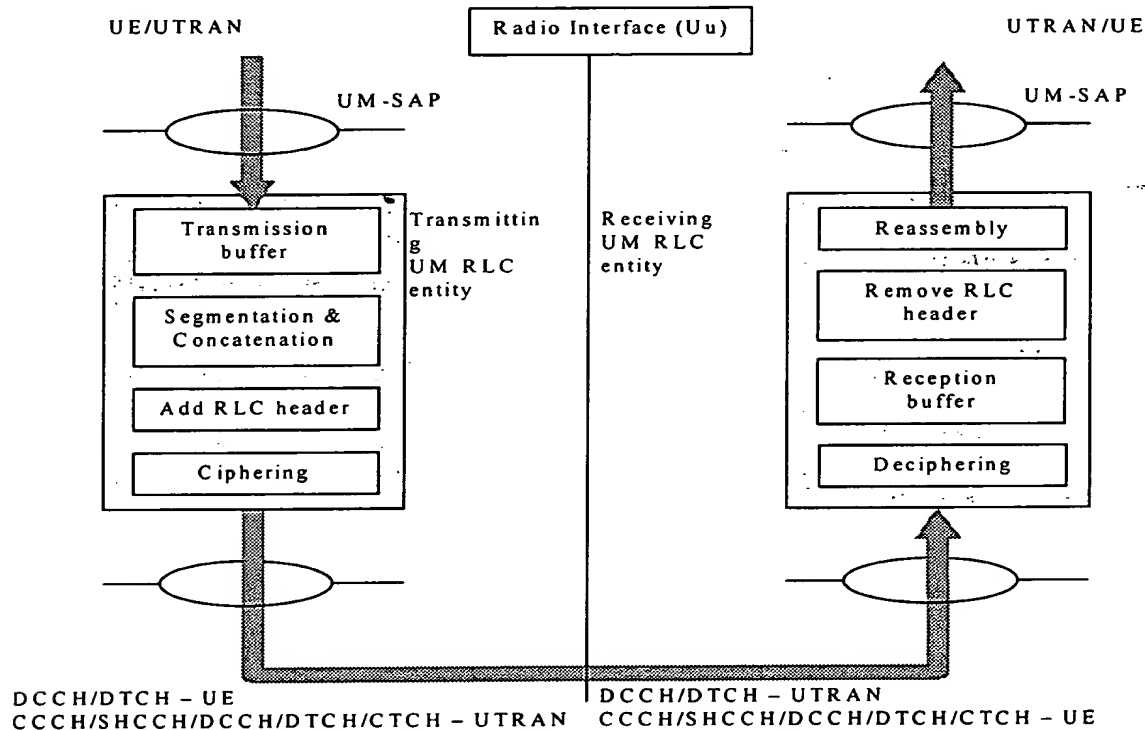 UE/UTRAN
Radio Interface (Uu)
UTRAN/UE
UM-SAP
UM-SAP
Transmission
buffer
Segmentation &
Concatenation
Add RLC header
Ciphering
Transmittin
g
UM RLC
entity
Receiving
UM RLC
entity
Reassembly
Remove RLC
header
Reception
buffer
Deciphering
DCCH/DTCH – UE
CCCH/SHCCH/DCCH/DTCH/CTCH – UTRAN
DCCH/DTCH – UTRAN
CCCH/SHCCH/DCCH/DTCH/CTCH – UE